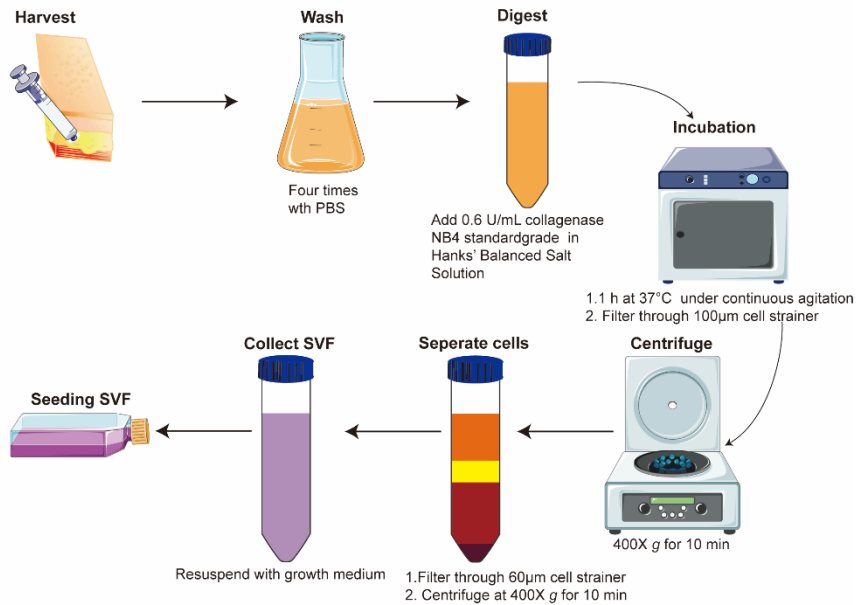 Harvest
Wash
Digest
Four times
wth PBS
Add 0.6 U/mL collagenase
NB4 standardgrade in
Hanks' Balanced Salt
Solution
Incubation
1.1 h at 37°C under continuous agitation
2. Filter through 100µm cell strainer
Centrifuge
400X g for 10 min
Seperate cells
1.Filter through 60µm cell strainer
2. Centrifuge at 400X g for 10 min
Collect SVF
Resuspend with growth medium
Seeding SVF